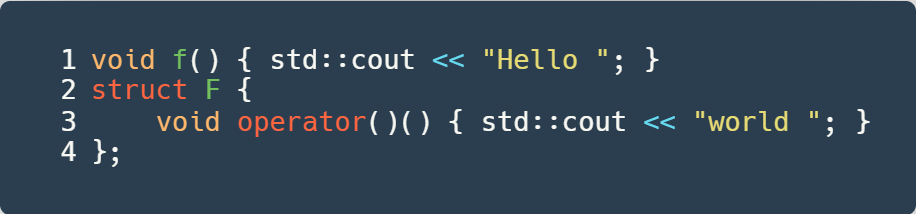 1 void f() { std::cout << "Hello "; }
2 struct F {
3     void operator()() { std::cout << "world "; }
4 };